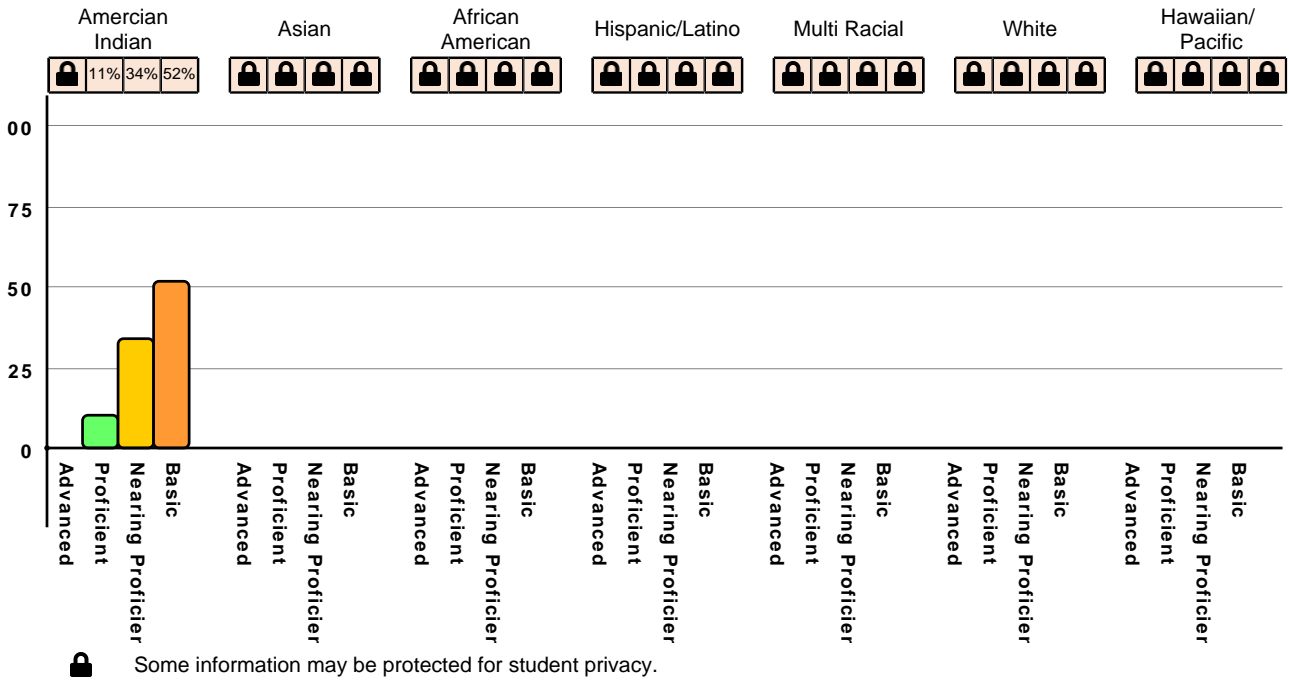 Amercian
Indian
Asian
African
American
Hispanic/Latino
Multi Racial
White
Hawaiian/
Pacific
11% 34% 52%
00
75
50
25
0
Advanced
Proficient
Nearing Proficier
Basic
Advanced
Proficient
Nearing Proficier
Basic
Advanced
Proficient
Nearing Proficier
Basic
Advanced
Proficient
Nearing Proficier
Basic
Advanced
Proficient
Nearing Proficier
Basic
Advanced
Proficient
Nearing Proficier
Basic
Advanced
Proficient
Nearing Proficier
Basic
Some information may be protected for student privacy.